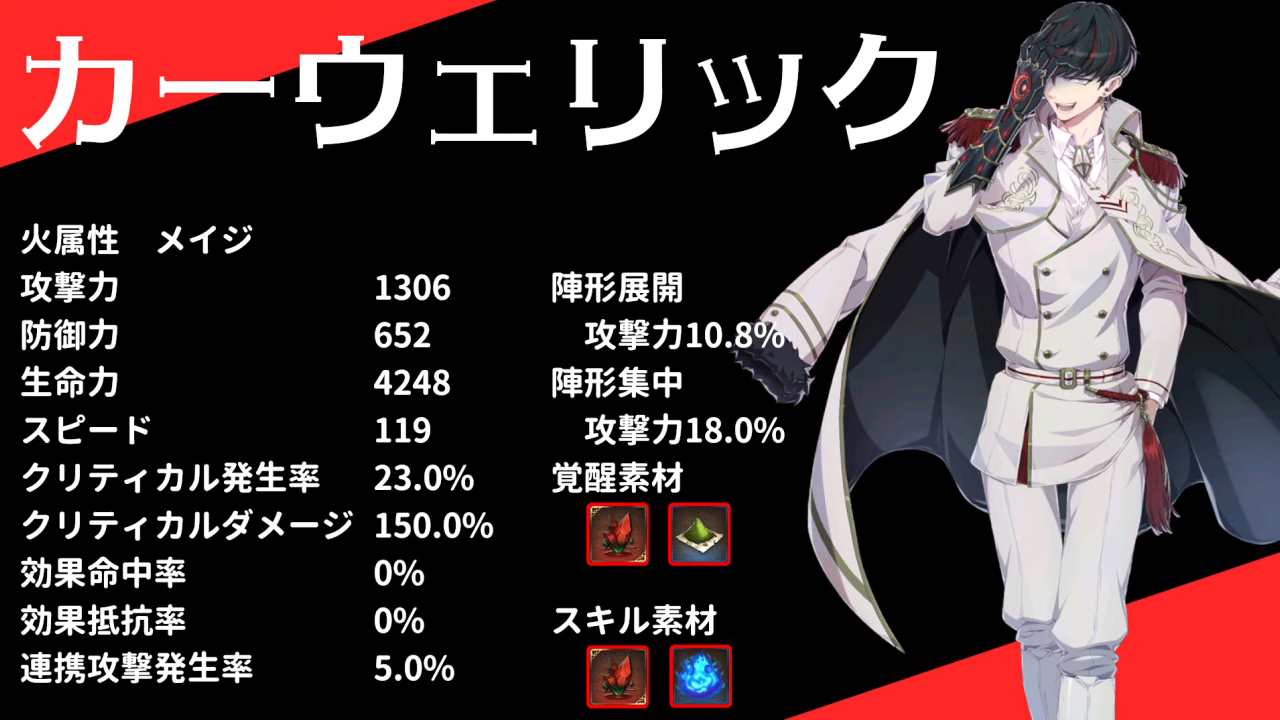 カーウェリック
火属性　メイジ
攻撃力 1306
防御力 652
生命力 4248
スピード 119
クリティカル発生率 23.0%
クリティカルダメージ 150.0%
効果命中率 0%
効果抵抗率 0%
連携攻撃発生率 5.0%
陣形展開
攻撃力10.8%
陣形集中
攻撃力18.0%
覚醒素材
スキル素材